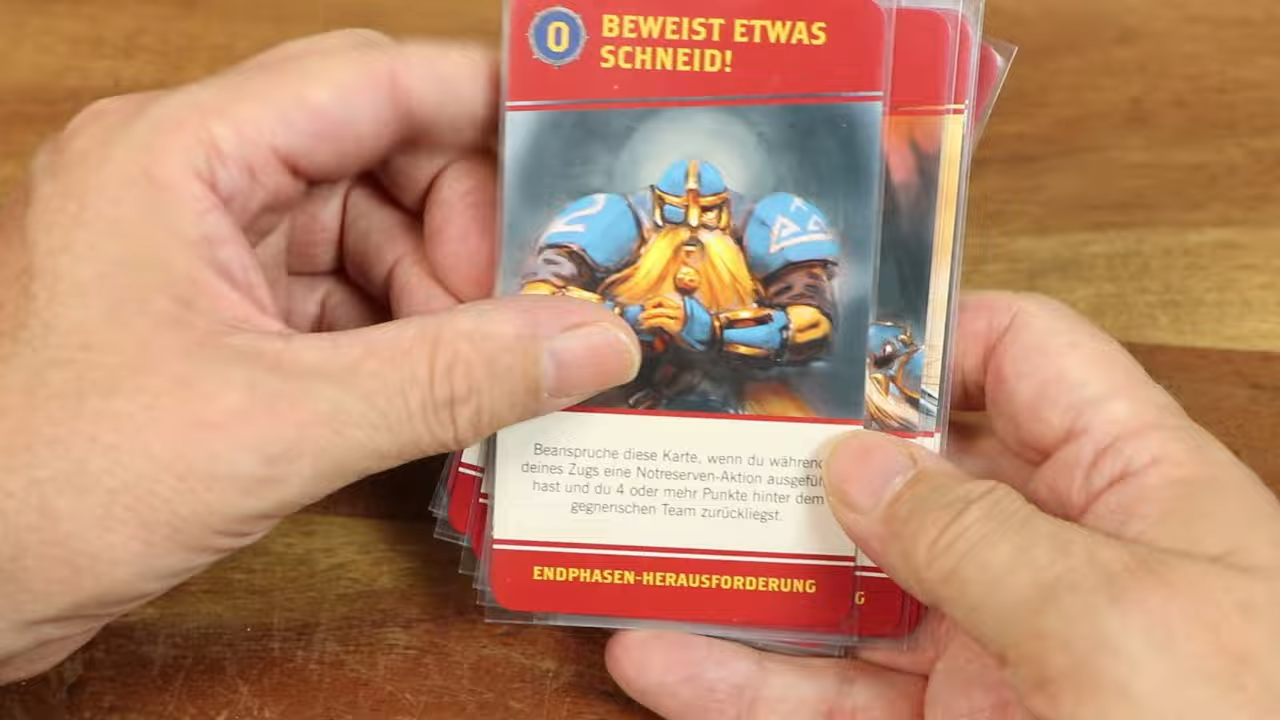 0
BEWEIST ETWAS
SCHNEID!
Beanspruche diese Karte, wenn du
deines Zugs eine Notreserven-Aktion
hast und du 4 oder mehr Punkte hinter dem
gegnerischen Team zurückliegst.
ENDPHASEN-HERAUSFORDERUNG
G